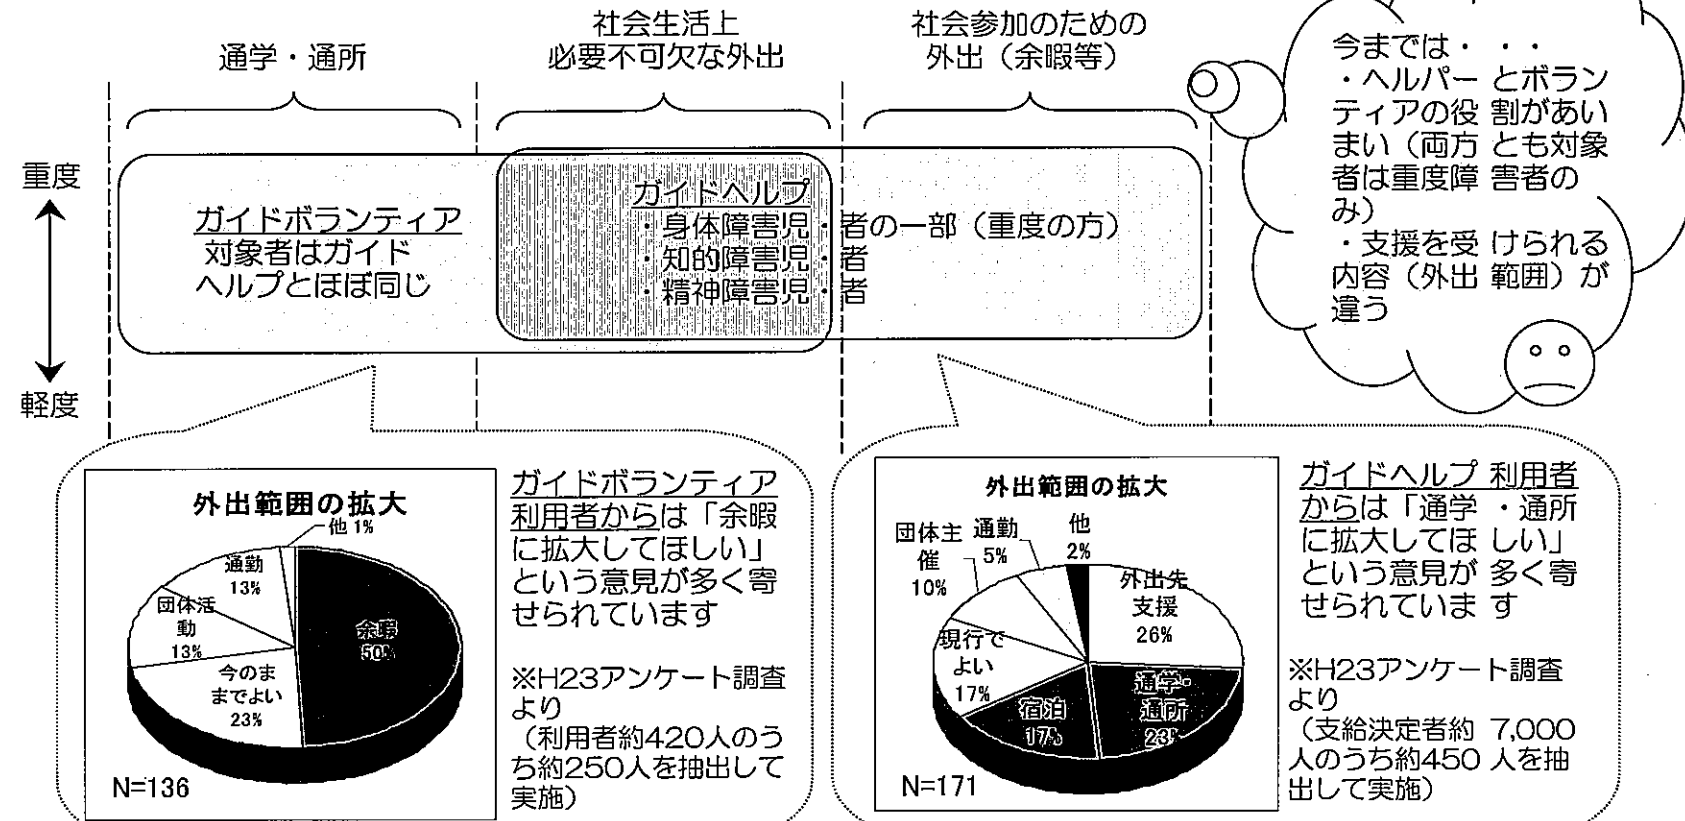 通学・通所
社会生活上
必要不可欠な外出
社会参加のための
外出（余暇等）
重度
軽度
ガイドボランティア
対象者はガイド
ヘルプとほぼ同じ
ガイドヘルプ
・身体障害児・者の一部（重度の方）
・知的障害児・者
・精神障害児・者
今までは・・・
・ヘルパー とボラン
ティアの役 割があい
まい（両方 とも対象
者は重度障 害者の
み）
・支援を受 けられる
内容（外出 範囲）が
違う
外出範囲の拡大
他 1%
通勤
13%
団体活
動
13%
今のま
までよい
23%
余暇
50%
N=136
ガイドボランティア
利用者からは「余暇
に拡大してほしい」
という意見が多く寄
せられています
※H23アンケート調査
より
（利用者約420人のう
ち約250人を抽出して
実施）
外出範囲の拡大
団体主
催
10%
通勤
5%
他
2%
外出先
支援
26%
現行で
よい
17%
宿泊
17%
通学・
通所
23%
N=171
ガイドヘルプ 利用者
からは「通学 ・通所
に拡大してほ しい」
という意見が 多く寄
せられていま す
※H23アンケート調査
より
（支給決定者約 7,000
人のうち約450 人を抽
出して実施）